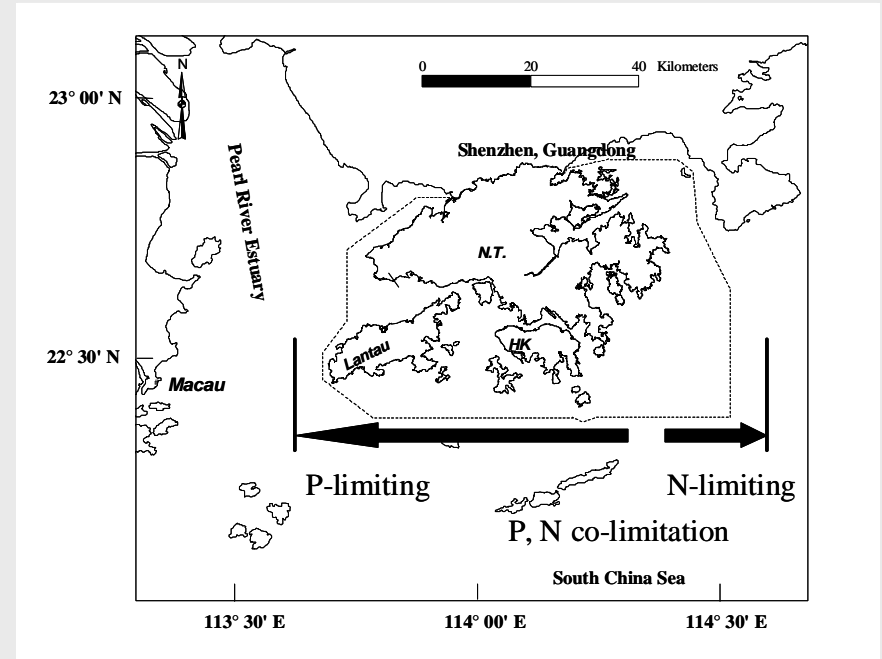 N
0 20 40 Kilometers
23° 00' N
Shenzhen, Guangdong
Pearl River Estuary
N.T.
22° 30' N
Lantau
HK
Macau
P-limiting
N-limiting
P, N co-limitation
South China Sea
113° 30' E
114° 00' E
114° 30' E